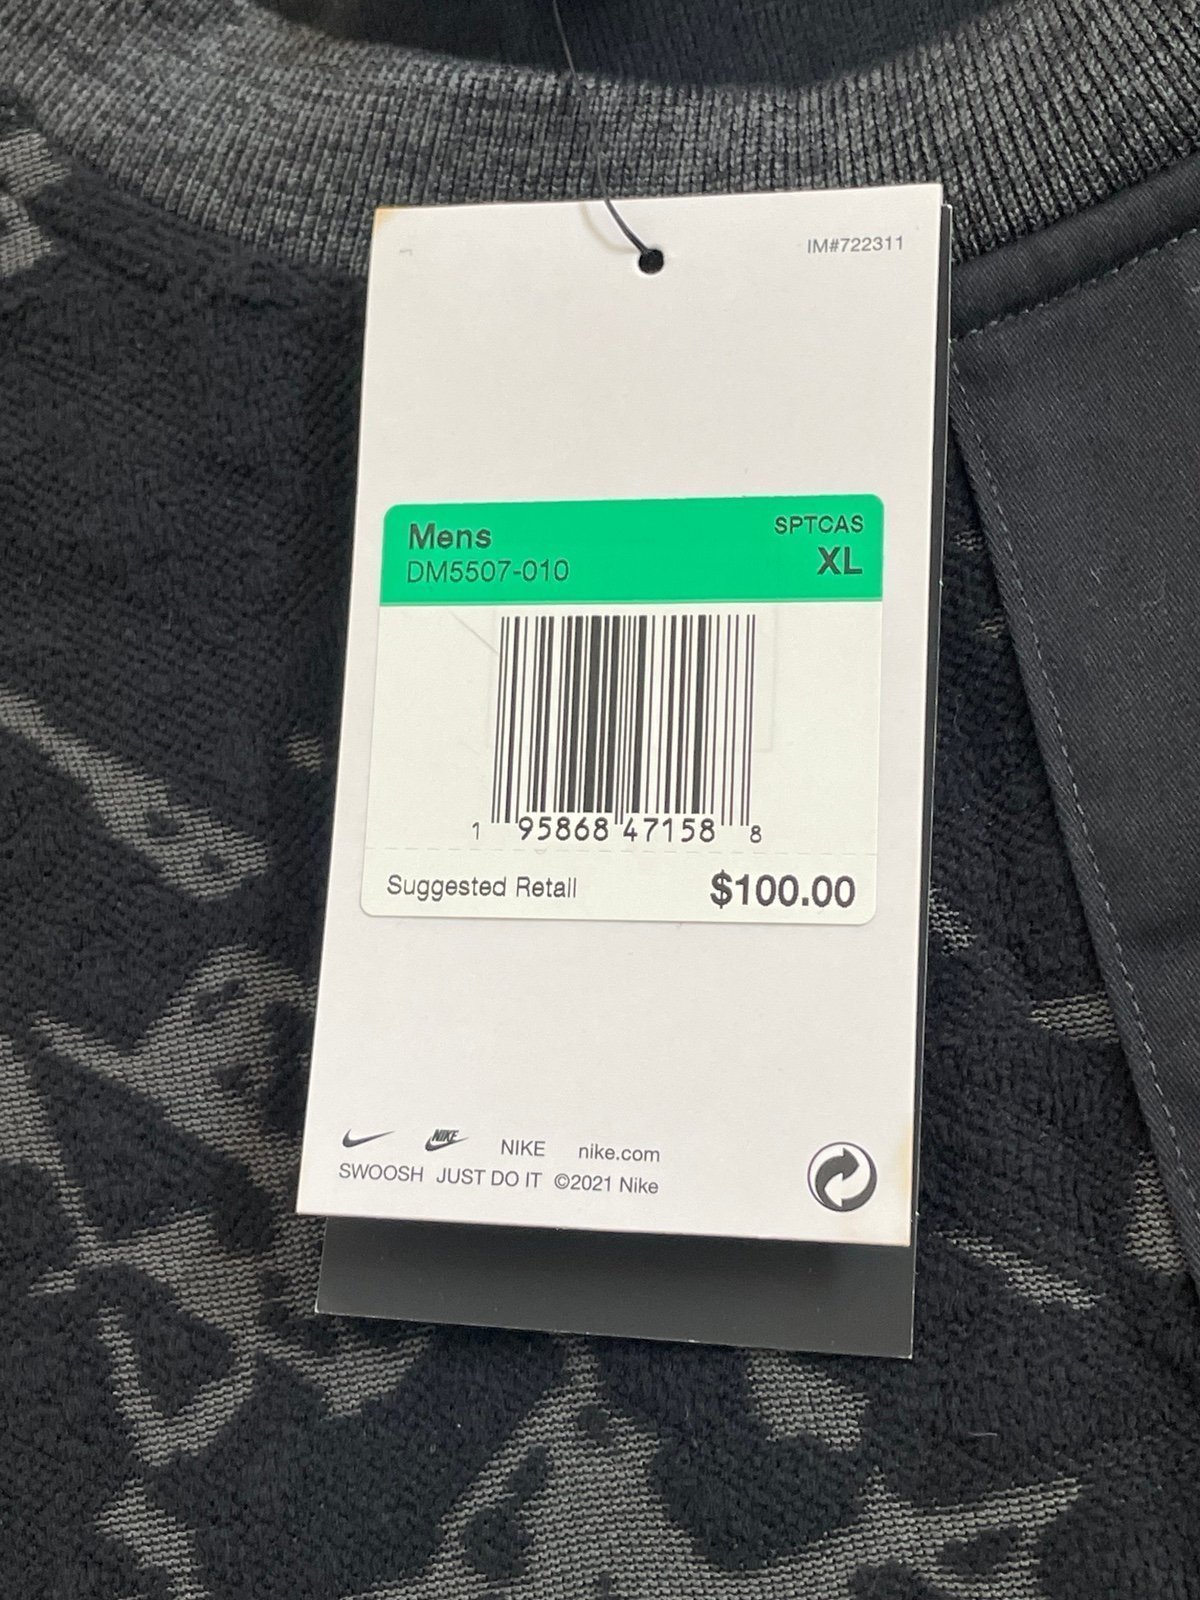 IM#722311
Mens
SPTCAS
DM5507-010
XL
1 95868 47158 8
Suggested Retail $100.00
NIKE NIKE nike.com
SWOOSH JUST DO IT ©2021 Nike